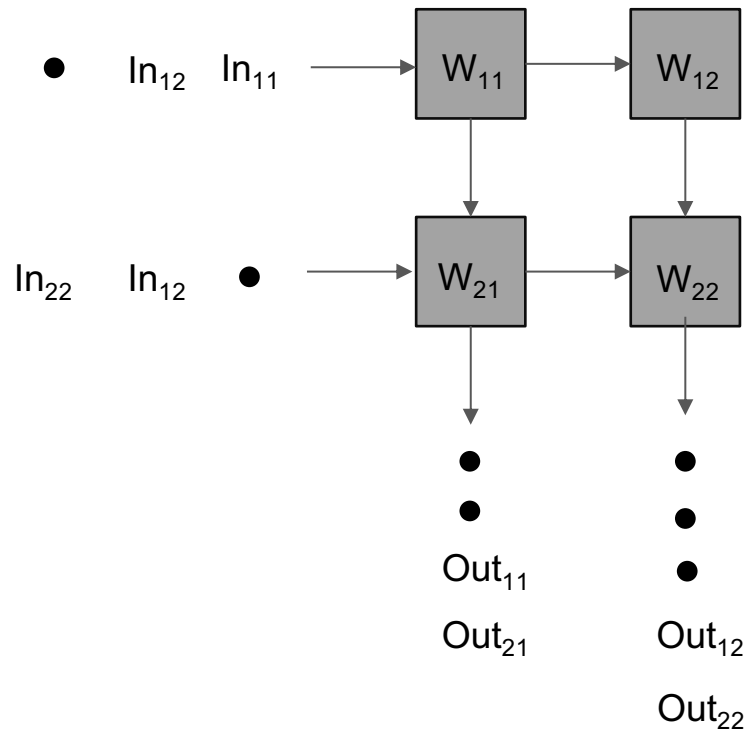 In₁₂ In₁₁ W₁₁ W₁₂
In₂₂ In₁₂ W₂₁ W₂₂
Out₁₁
Out₂₁ Out₁₂
Out₂₂